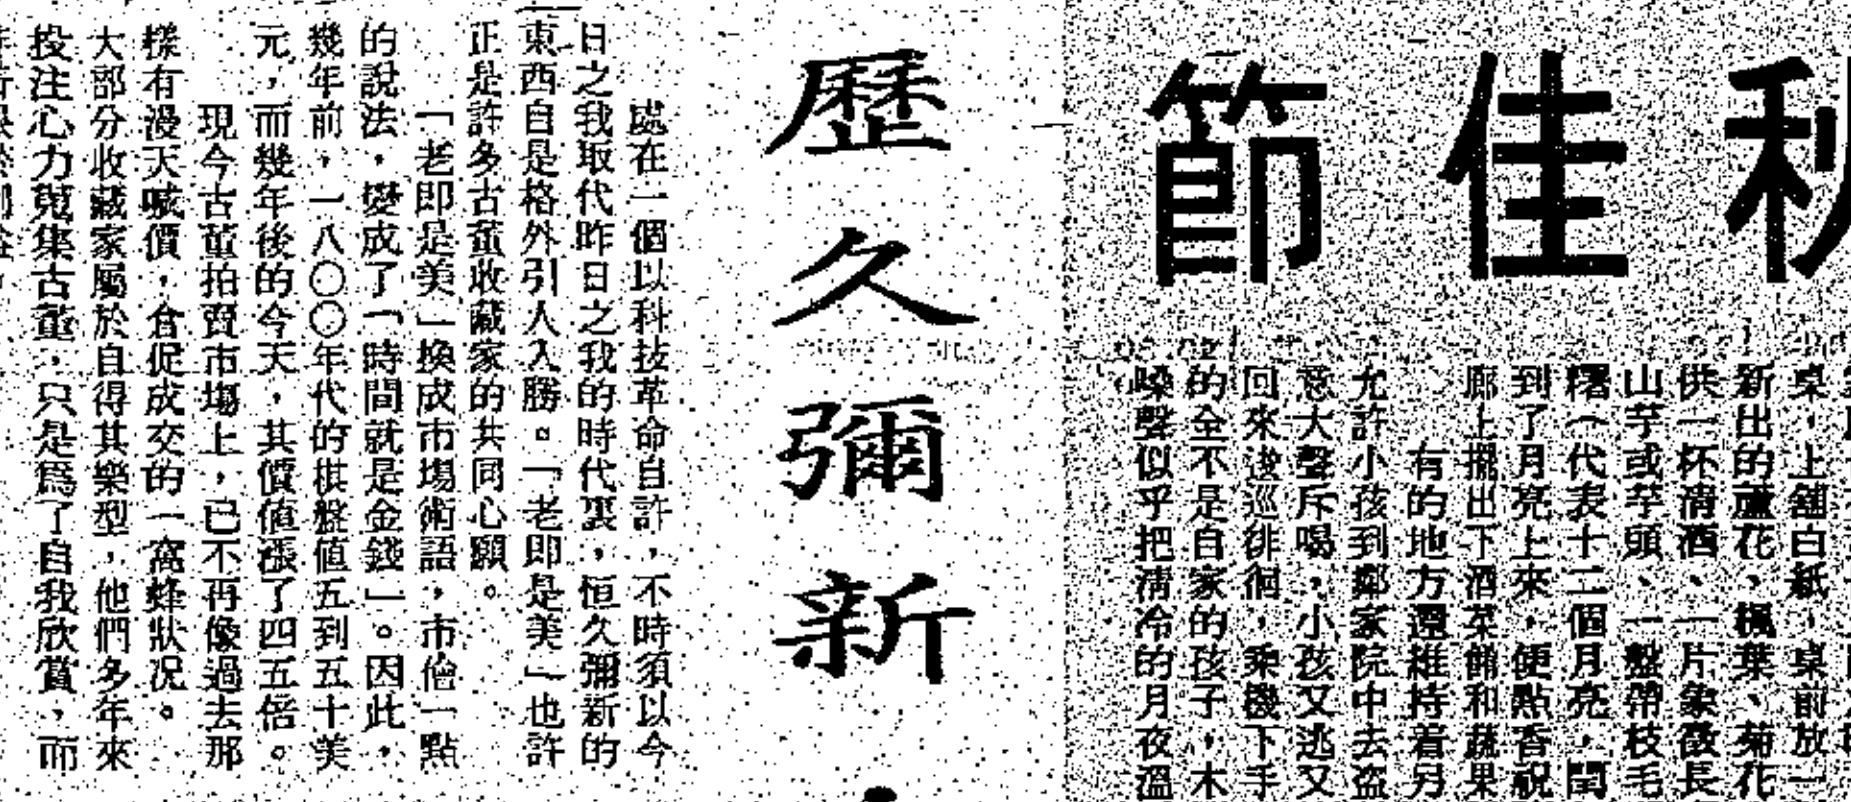 秋佳節
桌，上舖白紙，桌前放一
新出的蘆花、楓葉、菊花
供一杯清酒、一片象徵長
山芋或芋頭、一盤帶枝毛
糬（代表十二個月亮，閏
到了月亮上來，便點香祝
廊上擺出下酒菜餚和蔬果
有的地方還維持着另
允許小孩到鄰家院中去盜
意大聲斥喝，小孩又逃又
回來逡巡徘徊，乘機下手
的全不是自家的孩子，木
嗓聲似乎把清冷的月夜溫
歷久彌新
處在一個以科技革命自許，不時須以今
日之我取代昨日之我的時代裏，恒久彌新的
東西自是格外引人入勝。「老即是美」也許
正是許多古董收藏家的共同心願。
「老即是美」換成市場術語，市儈一點
的說法，變成了「時間就是金錢」。因此，
幾年前，一八〇〇年代的棋盤值五到五十美
元，而幾年後的今天，其價值漲了四五倍。
現今古董拍賣市場上，已不再像過去那
樣有漫天喊價，倉促成交的一窩蜂狀況。
大部分收藏家屬於自得其樂型，他們多年來
投注心力蒐集古董，只是爲了自我欣賞，而